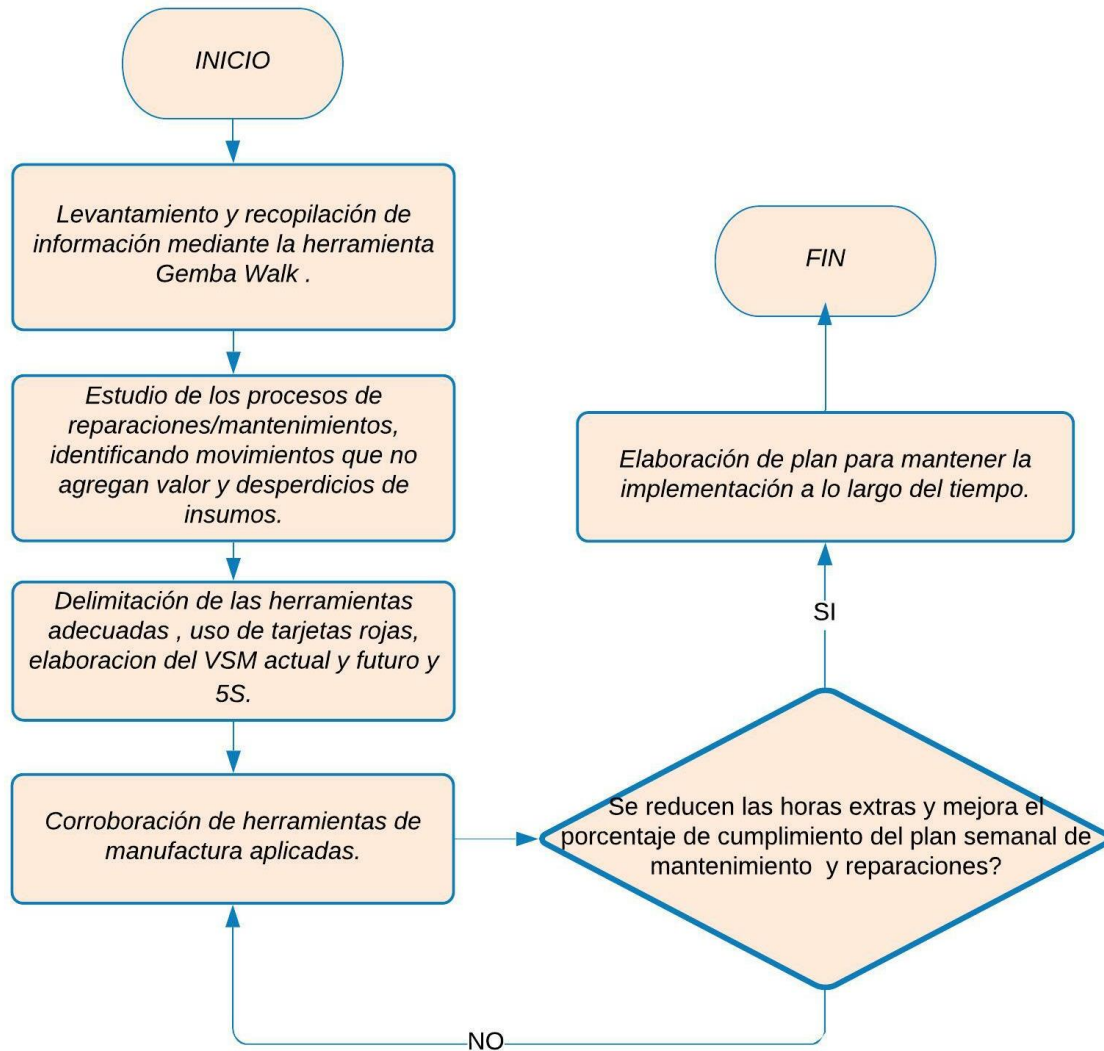 INICIO
Levantamiento y recopilación de
información mediante la herramienta
Gemba Walk .
Estudio de los procesos de
reparaciones/mantenimientos,
identificando movimientos que no
agregan valor y desperdicios de
insumos.
Delimitación de las herramientas
adecuadas , uso de tarjetas rojas,
elaboracion del VSM actual y futuro y
5S.
Corroboración de herramientas de
manufactura aplicadas.
Se reducen las horas extras y mejora el
porcentaje de cumplimiento del plan semanal de
mantenimiento y reparaciones?
NO
SI
Elaboración de plan para mantener la
implementación a lo largo del tiempo.
FIN